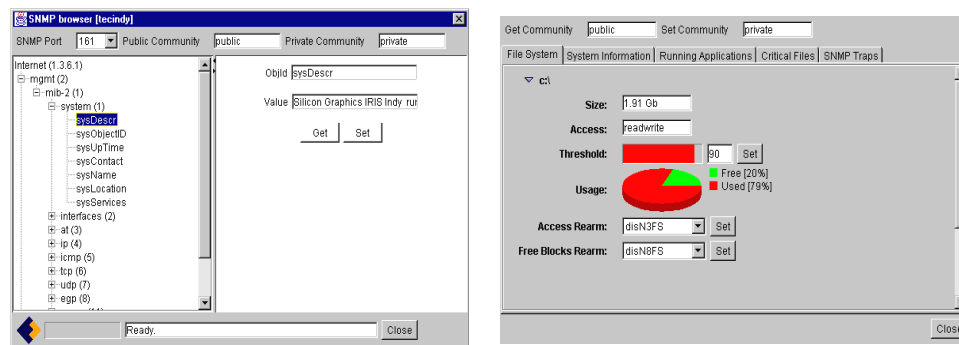 SNMP browser [tecindy]
SNMP Port 161 Public Community public Private Community private
Internet (1.3.6.1)
mgmt (2)
mib-2 (1)
system (1)
sysDescr
sysObjectID
sysUpTime
sysContact
sysName
sysLocation
sysServices
interfaces (2)
at (3)
ip (4)
icmp (5)
tcp (6)
udp (7)
egp (8)
ObjId sysDescr
Value Silicon Graphics IRIS Indy run
Get Set
Ready. Close
Get Community public Set Community private
File System System Information Running Applications Critical Files SNMP Traps
c:\
Size: 1.91 Gb
Access: readwrite
Threshold: 90 Set
Usage: Free [20%]
Used [79%]
Access Rearm: disN3FS Set
Free Blocks Rearm: disN8FS Set
Close